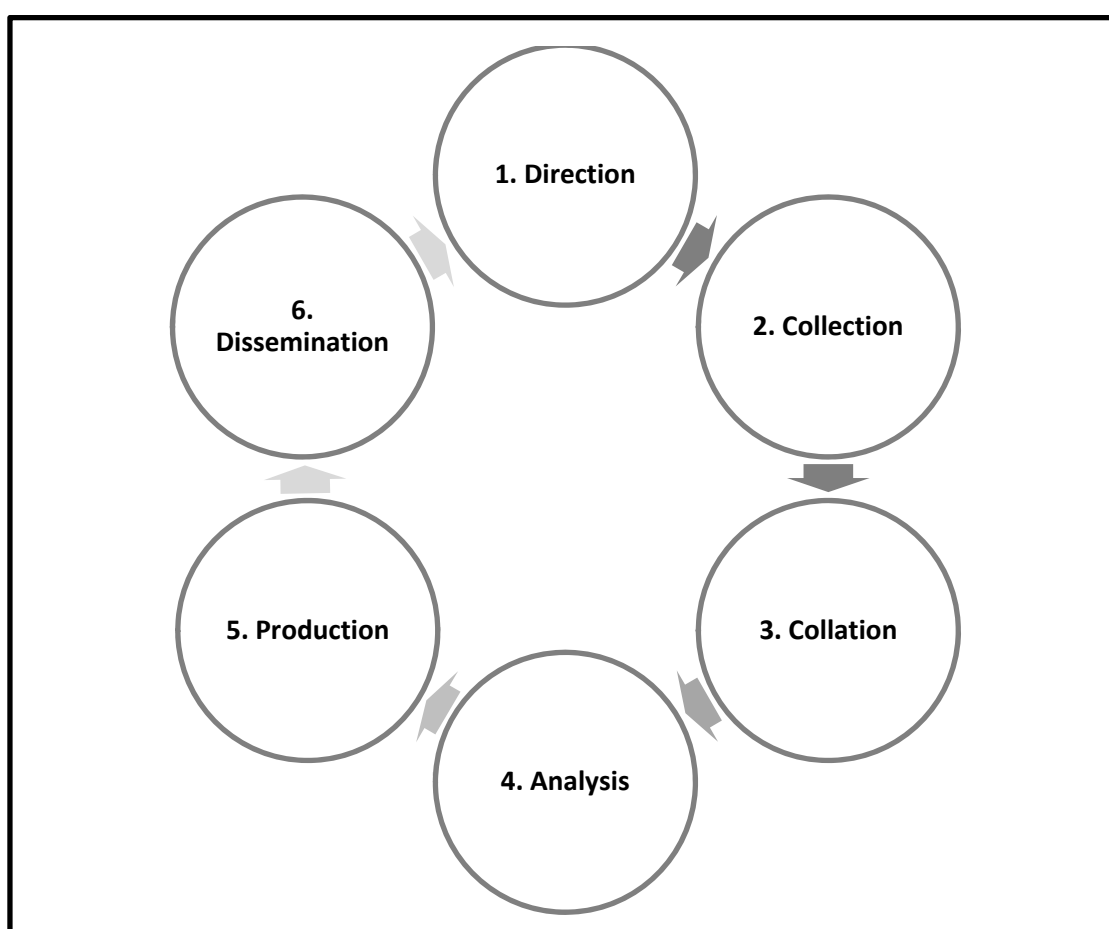 1. Direction
2. Collection
3. Collation
4. Analysis
5. Production
6.
Dissemination